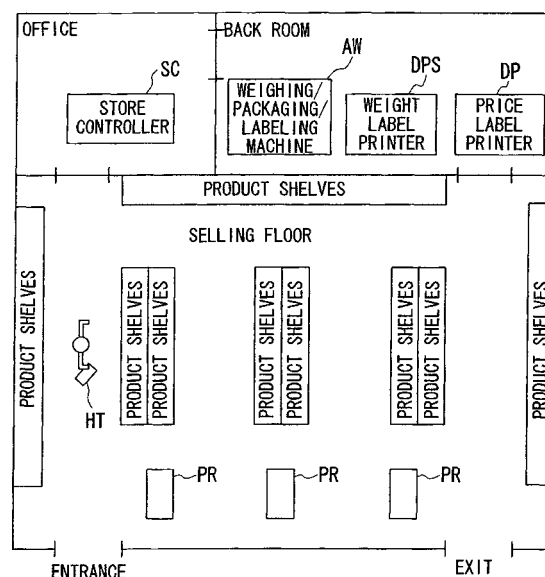 OFFICE
BACK ROOM
SC
AW
DPS
DP
STORE
CONTROLLER
WEIGHING/
PACKAGING/
LABELING
MACHINE
WEIGHT
LABEL
PRINTER
PRICE
LABEL
PRINTER
PRODUCT SHELVES
SELLING FLOOR
PRODUCT SHELVES
PRODUCT SHELVES
PRODUCT SHELVES
PRODUCT SHELVES
PRODUCT SHELVES
PRODUCT SHELVES
PRODUCT SHELVES
PRODUCT SHELVES
HT
PR
PR
PR
ENTRANCE
EXIT